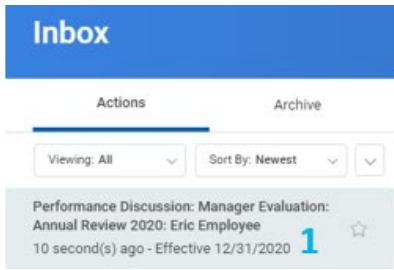 Inbox
Actions
Archive
Viewing: All
Sort By: Newest
Performance Discussion: Manager Evaluation:
Annual Review 2020: Eric Employee
10 second(s) ago - Effective 12/31/2020
1